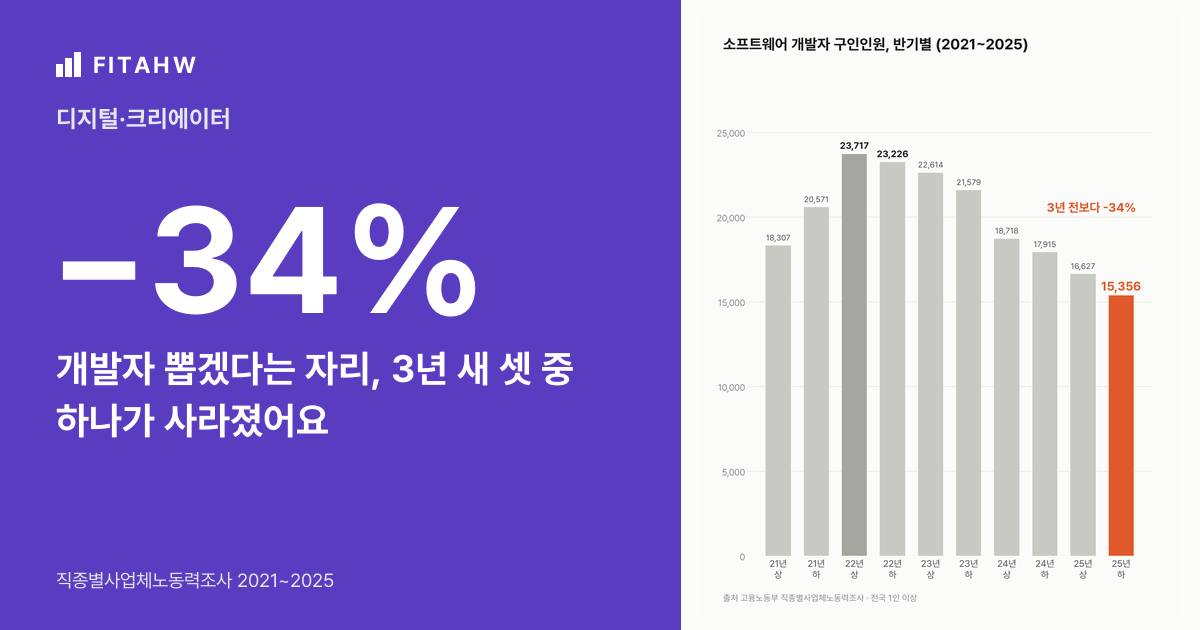 FITAHW
디지털·크리에이터
−34%
개발자 뽑겠다는 자리, 3년 새 셋 중
하나가 사라졌어요
직종별사업체노동력조사 2021~2025
소프트웨어 개발자 구인인원, 반기별 (2021~2025)
25,000
20,000
15,000
10,000
5,000
0
18,307
20,571
23,717
23,226
22,614
21,579
18,718
17,915
16,627
15,356
3년 전보다 -34%
21년 상
21년 하
22년 상
22년 하
23년 상
23년 하
24년 상
24년 하
25년 상
25년 하
출처 고용노동부 직종별사업체노동력조사 · 전국 1인 이상